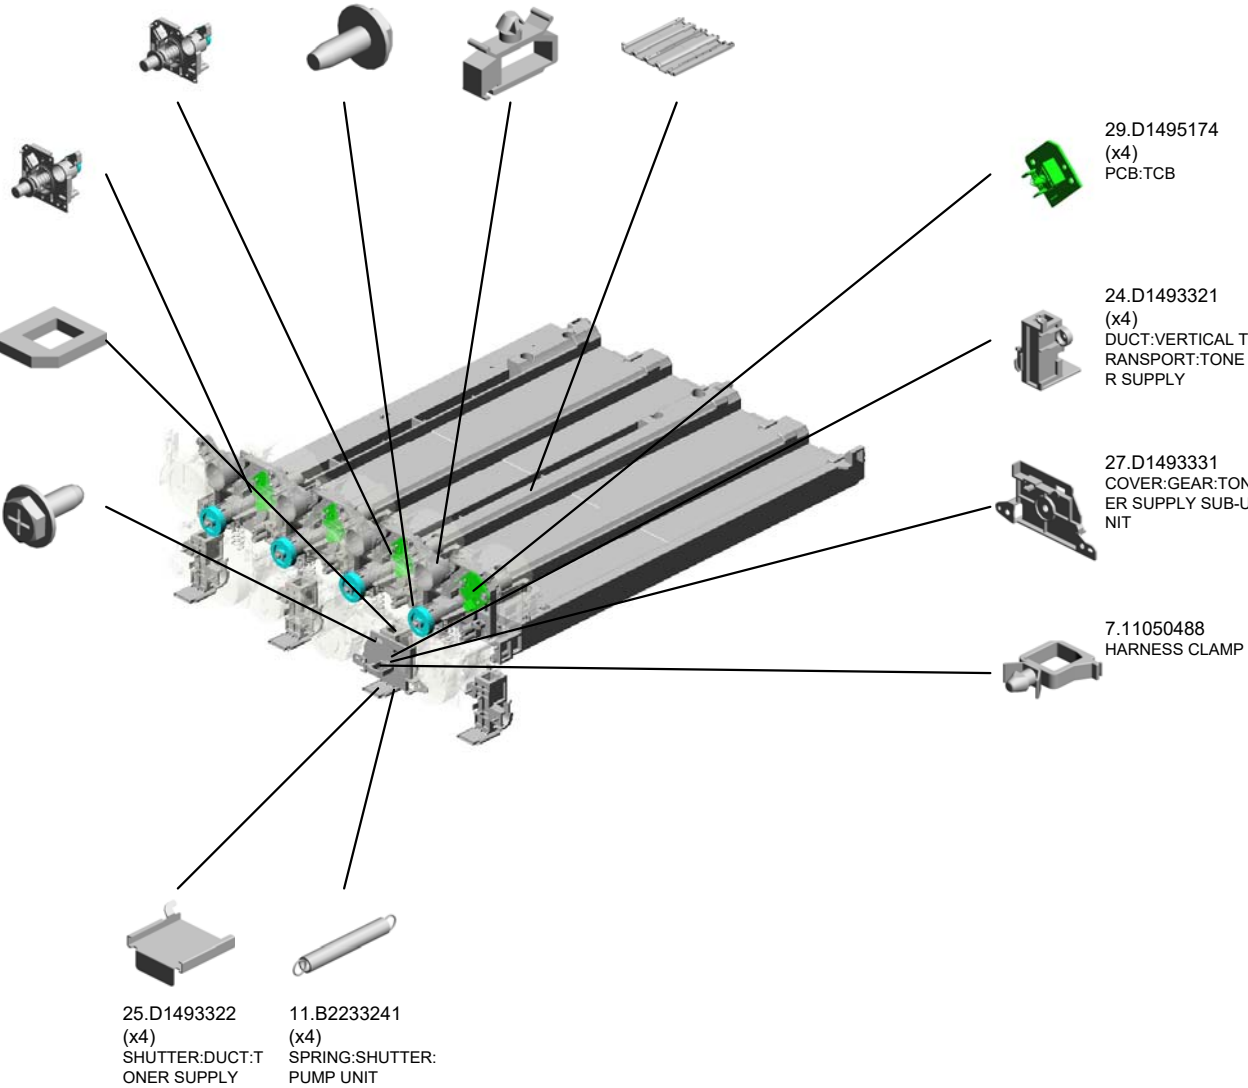 29.D1495174
(x4)
PCB:TCB
24.D1493321
(x4)
DUCT:VERTICAL T
RANSPORT:TONE
R SUPPLY
27.D1493331
COVER:GEAR:TON
ER SUPPLY SUB-U
NIT
7.11050488
HARNESS CLAMP
25.D1493322
(x4)
SHUTTER:DUCT:T
ONER SUPPLY
11.B2233241
(x4)
SPRING:SHUTTER:
PUMP UNIT